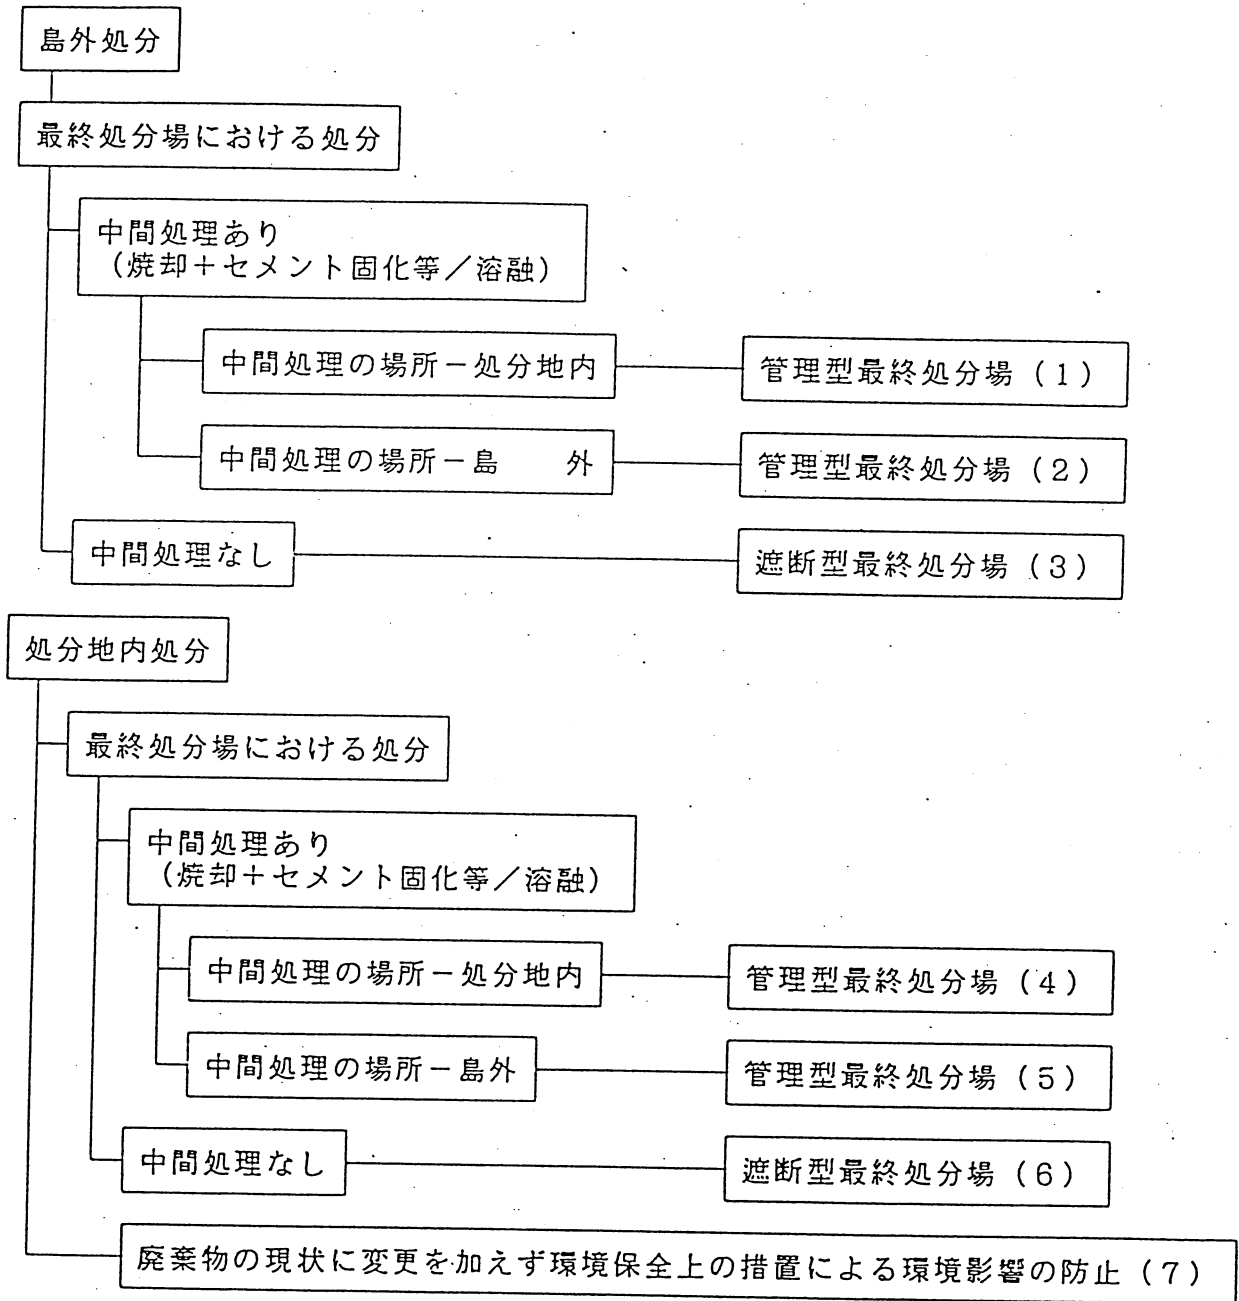 島外処分
最終処分場における処分
中間処理あり
（焼却＋セメント固化等／溶融）
中間処理の場所－処分地内
管理型最終処分場（１）
中間処理の場所－島　　外
管理型最終処分場（２）
中間処理なし
遮断型最終処分場（３）
処分地内処分
最終処分場における処分
中間処理あり
（焼却＋セメント固化等／溶融）
中間処理の場所－処分地内
管理型最終処分場（４）
中間処理の場所－島外
管理型最終処分場（５）
中間処理なし
遮断型最終処分場（６）
廃棄物の現状に変更を加えず環境保全上の措置による環境影響の防止（７）